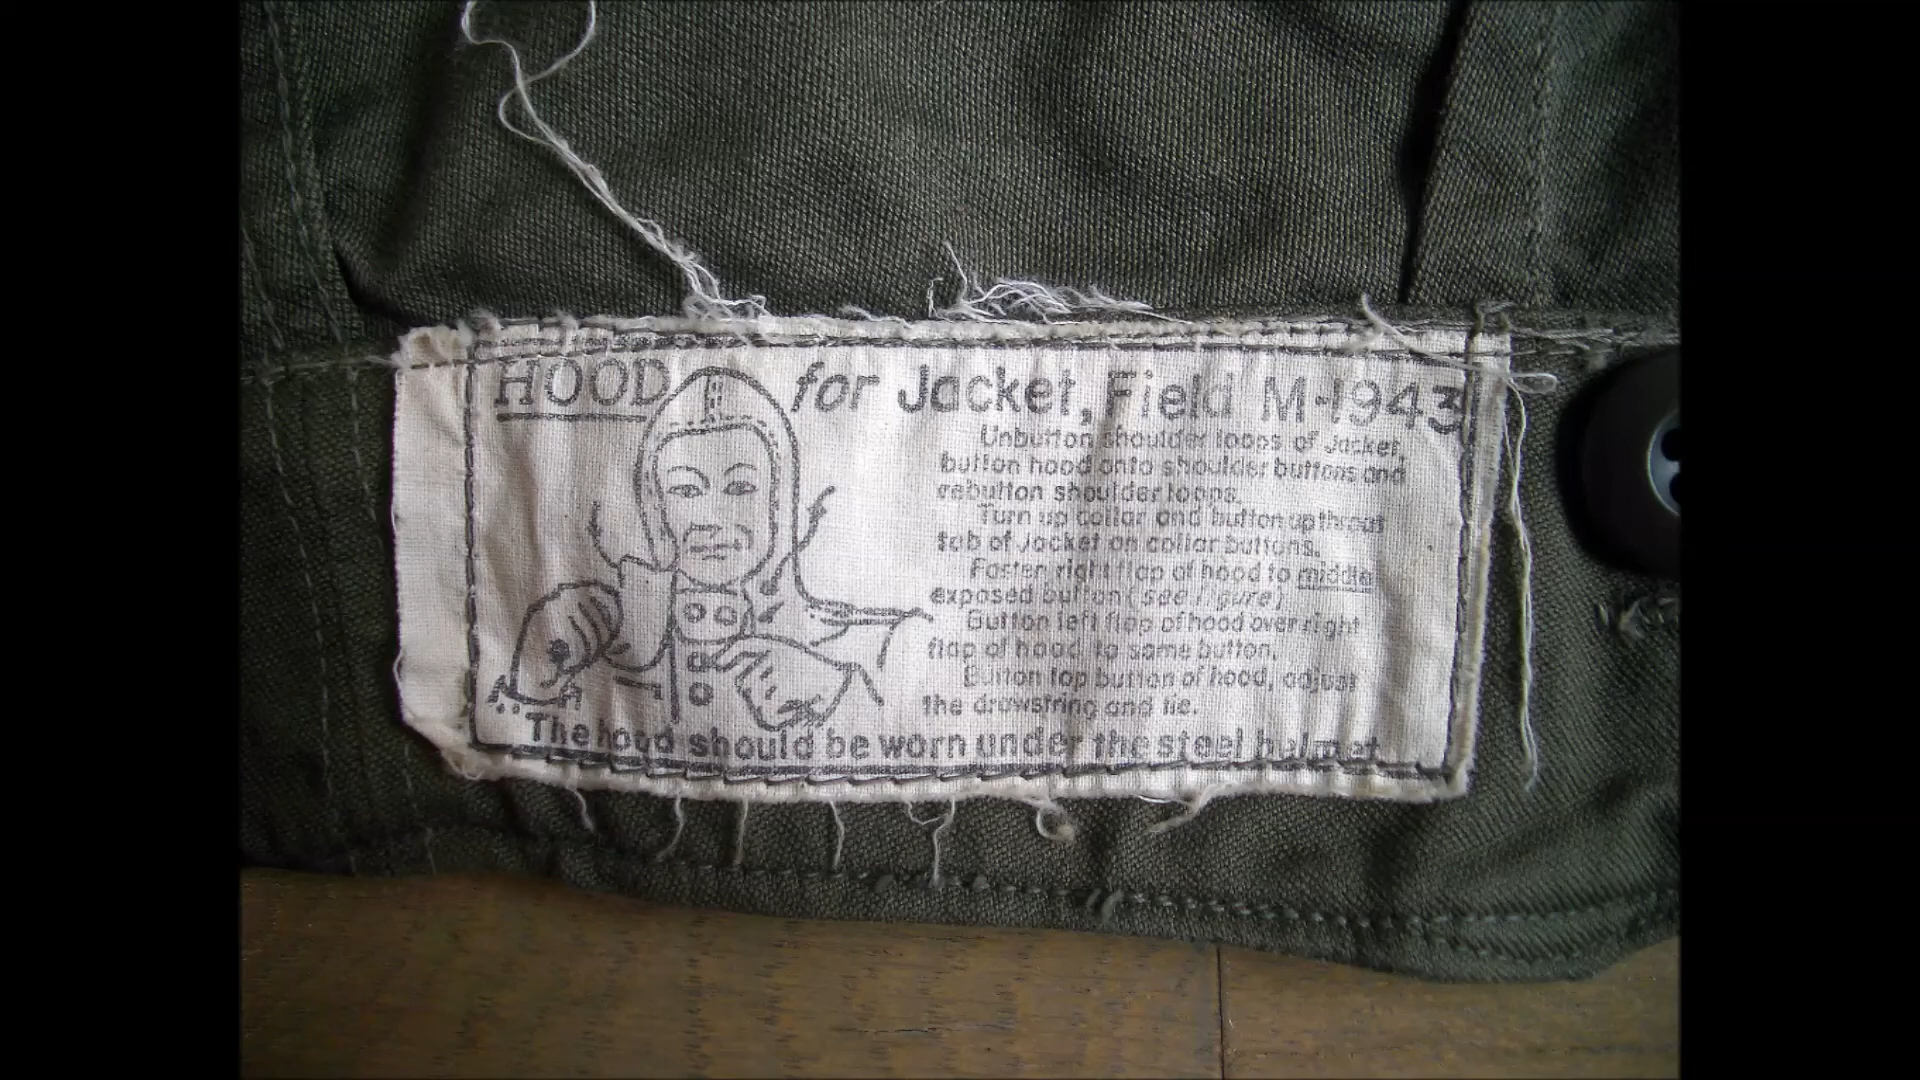 HOOD for Jacket, Field M-1943
Unbutton shoulder loops of Jacket,
button hood onto shoulder buttons and
rebutton shoulder loops.
Turn up collar and button up throat
tab of Jacket on collar buttons.
Fasten right flap of hood to middle
exposed button (see figure)
Button left flap of hood over right
flap of hood to same button.
Button top button of hood, adjust
the drawstring and tie.
The hood should be worn under the steel helmet